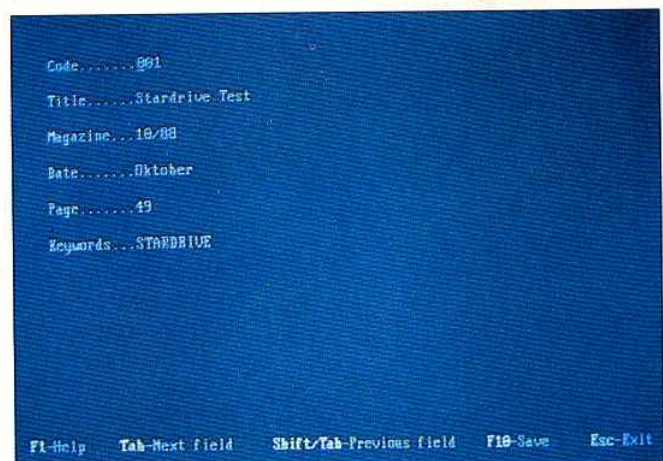 Code.......001
Title......Stardrive Test
Magazine...10/88
Date.......Oktober
Page.......49
Keywords...STARDRIVE
F1-Help Tab-Next field Shift/Tab-Previous field F10-Save Esc-Exit